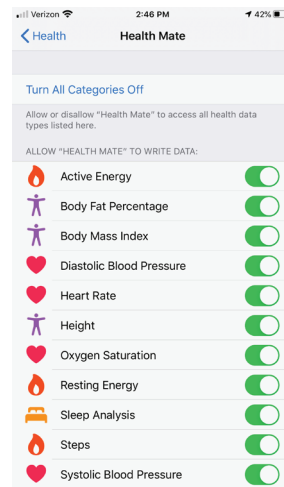 Verizon 2:46 PM 42%
Health Health Mate
Turn All Categories Off
Allow or disallow "Health Mate" to access all health data
types listed here.
ALLOW "HEALTH MATE" TO WRITE DATA:
Active Energy
Body Fat Percentage
Body Mass Index
Diastolic Blood Pressure
Heart Rate
Height
Oxygen Saturation
Resting Energy
Sleep Analysis
Steps
Systolic Blood Pressure